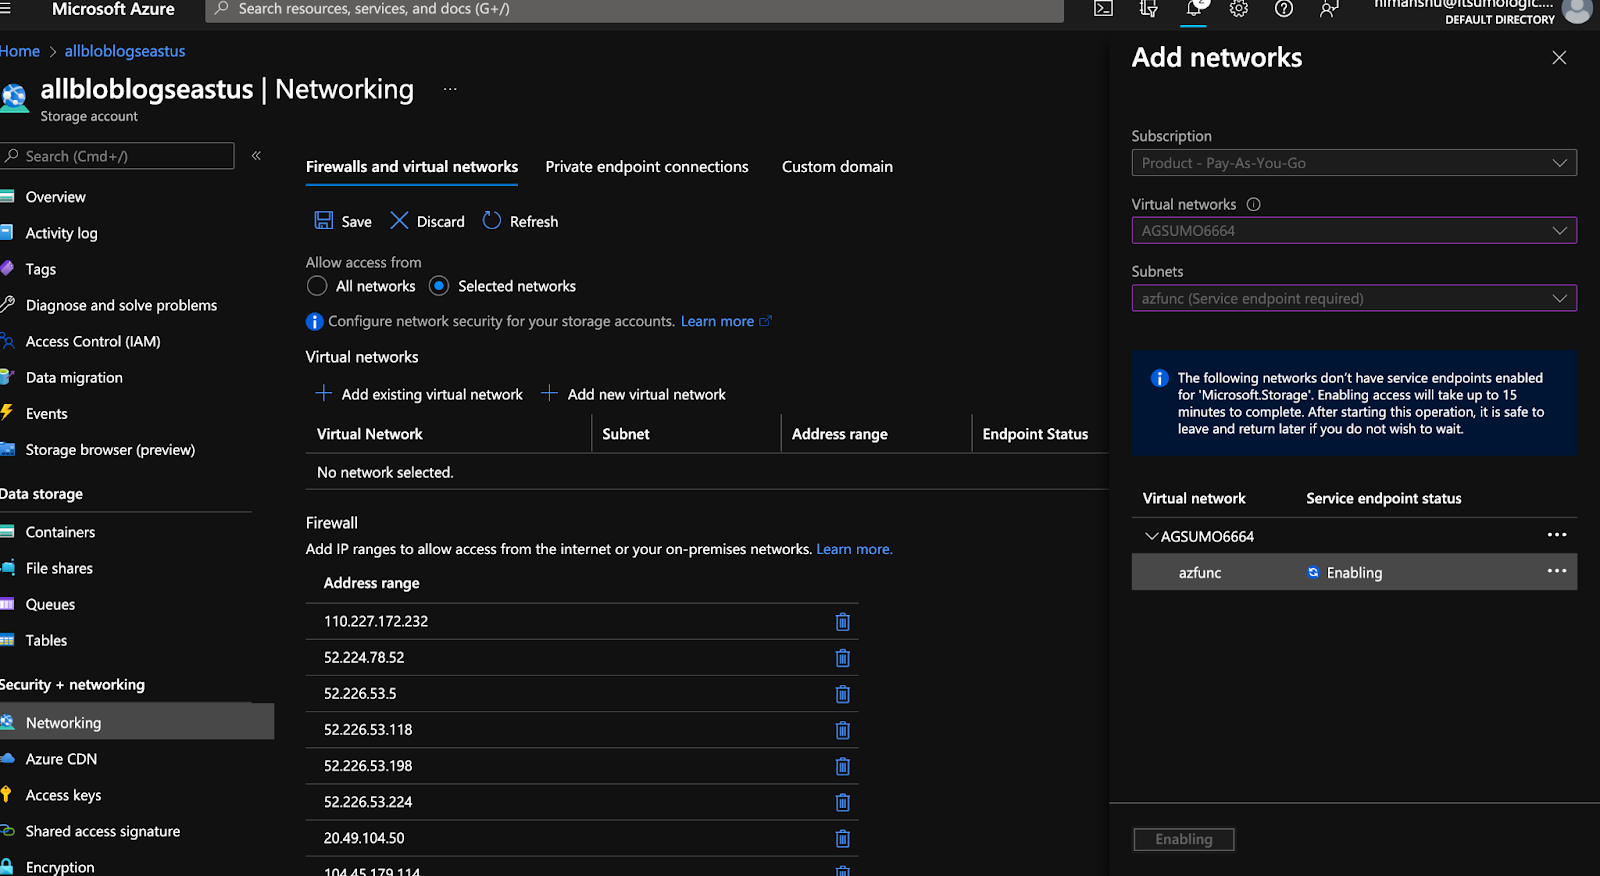 Microsoft Azure
Search resources, services, and docs (G+/)
2
himanshu@itsumologic....
DEFAULT DIRECTORY
Home > allbloblogseastus
allbloblogseastus | Networking ...
Storage account
Search (Cmd+/)
«
Overview
Activity log
Tags
Diagnose and solve problems
Access Control (IAM)
Data migration
Events
Storage browser (preview)
Data storage
Containers
File shares
Queues
Tables
Security + networking
Networking
Azure CDN
Access keys
Shared access signature
Encryption
Firewalls and virtual networks Private endpoint connections Custom domain
Save Discard Refresh
Allow access from
All networks Selected networks
Configure network security for your storage accounts. Learn more
Virtual networks
+ Add existing virtual network + Add new virtual network
Virtual Network Subnet Address range Endpoint Status
No network selected.
Firewall
Add IP ranges to allow access from the internet or your on-premises networks. Learn more.
Address range
110.227.172.232
52.224.78.52
52.226.53.5
52.226.53.118
52.226.53.198
52.226.53.224
20.49.104.50
104.45.179.114
Add networks
Subscription
Product - Pay-As-You-Go
Virtual networks
AGSUMO6664
Subnets
azfunc (Service endpoint required)
The following networks don't have service endpoints enabled
for 'Microsoft.Storage'. Enabling access will take up to 15
minutes to complete. After starting this operation, it is safe to
leave and return later if you do not wish to wait.
Virtual network Service endpoint status
AGSUMO6664 ...
azfunc Enabling ...
Enabling